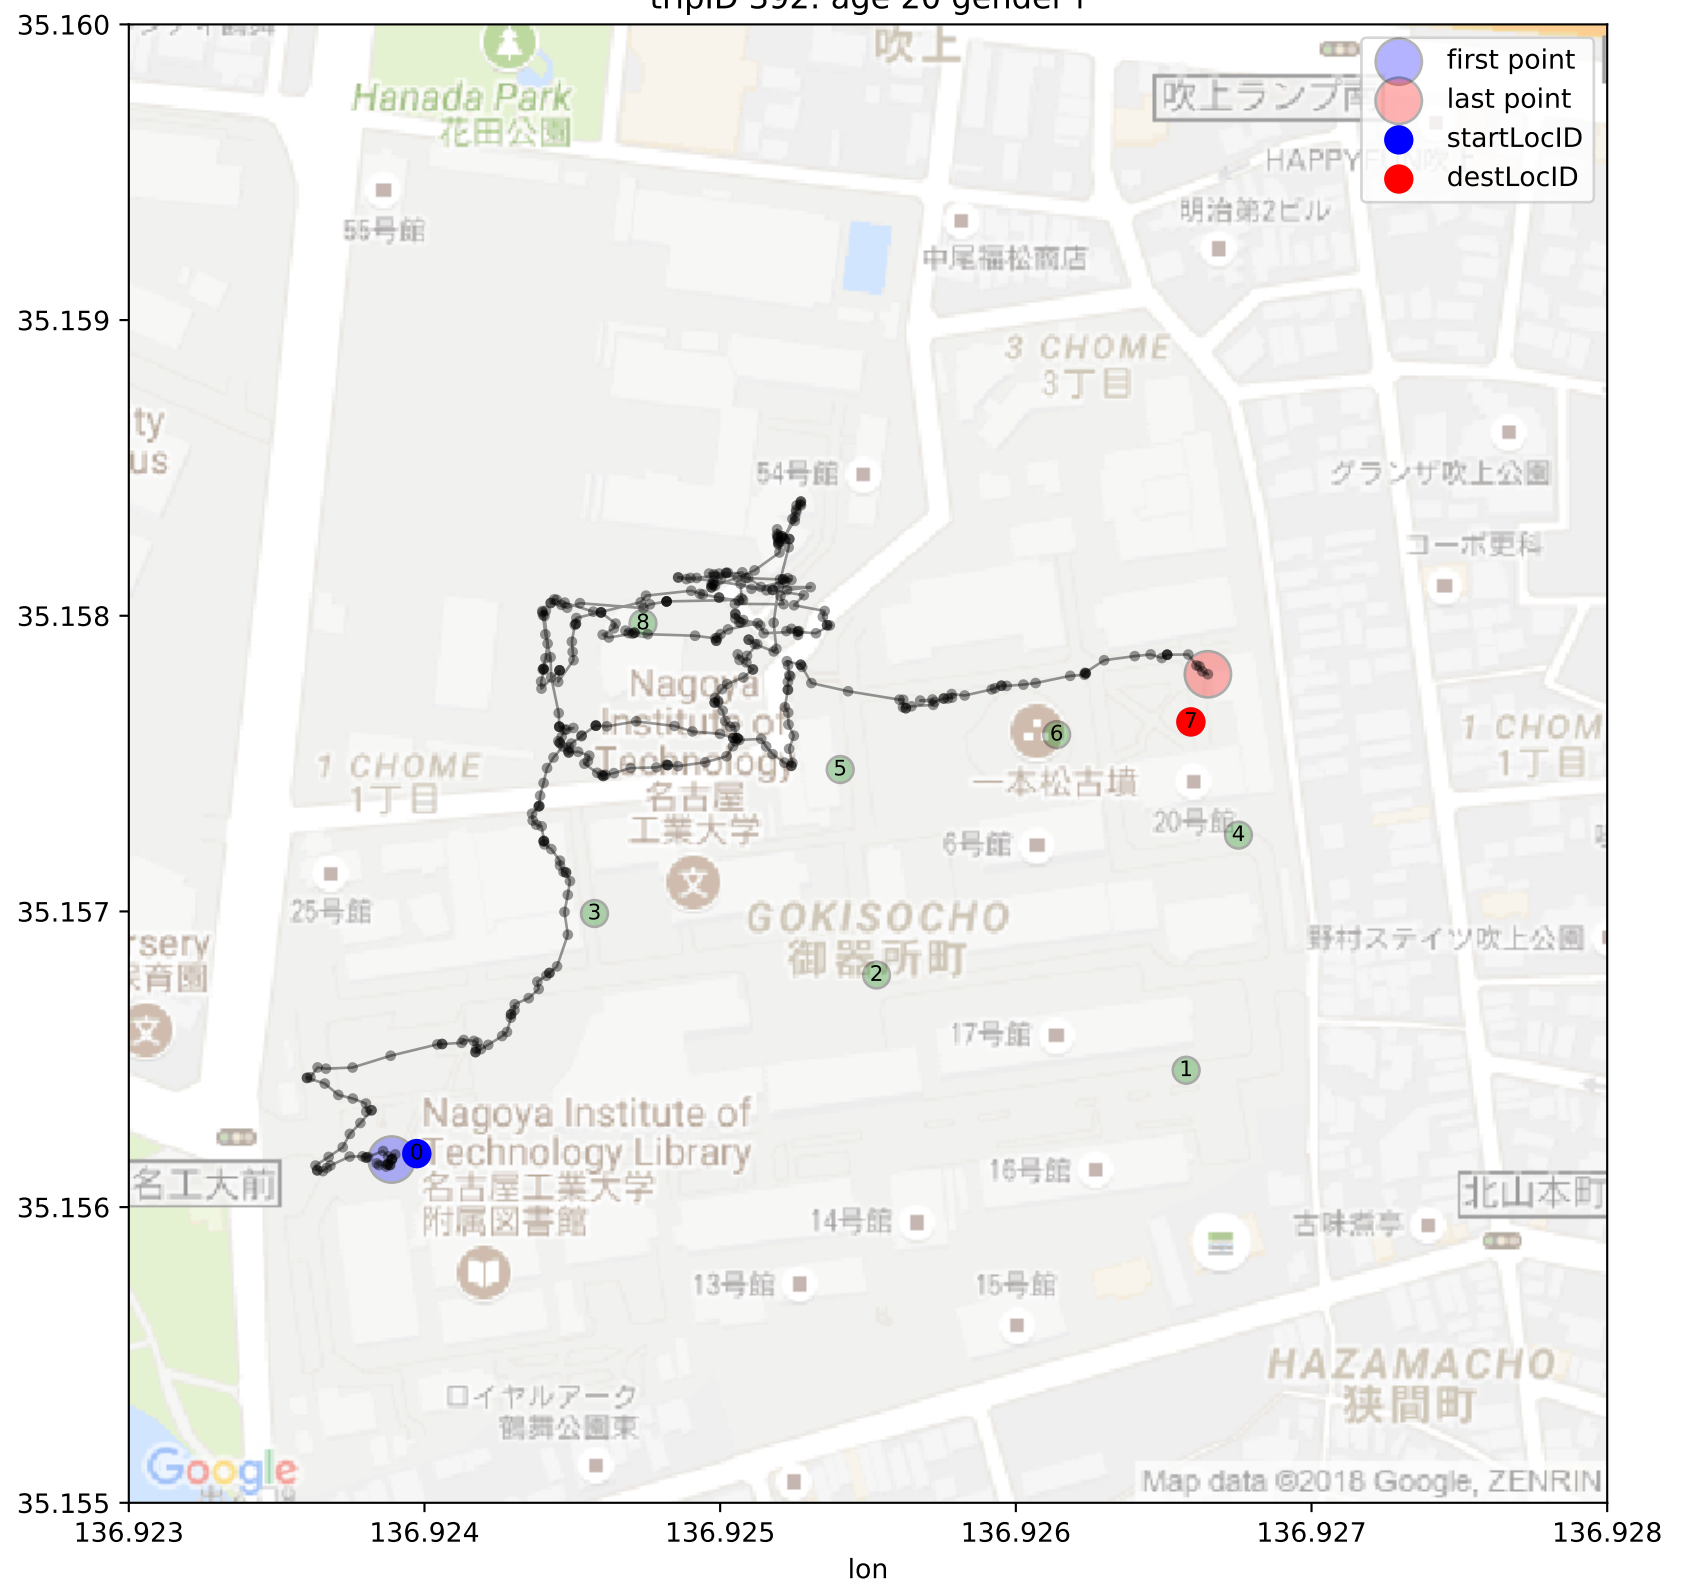 35.160
35.159
35.158
35.157
35.156
35.155
136.923
136.924
136.925
136.926
136.927
136.928
lon
first point
last point
startLocID
destLocID
Hanada Park
花田公園
吹上
吹上ランプ南
HAPPY
明治第2ビル
55号館
中尾福松商店
3 CHOME
3丁目
ty
us
54号館
グランザ吹上公園
コーポ更科
8
Nagoya
Institute of
Technology
名古屋
工業大学
7
6
5
一本松古墳
1 CHOME
1丁目
1 CHOM
1丁目
20号館
4
6号館
25号館
3
GOKISOCHO
御器所町
2
野村ステイツ吹上公園
rsery
育園
17号館
1
Nagoya Institute of
Technology Library
名古屋工業大学
附属図書館
0
名工大前
16号館
北山本町
古味煮亭
14号館
13号館
15号館
HAZAMACHO
狭間町
ロイヤルアーク
鶴舞公園東
Google
Map data ©2018 Google, ZENRIN